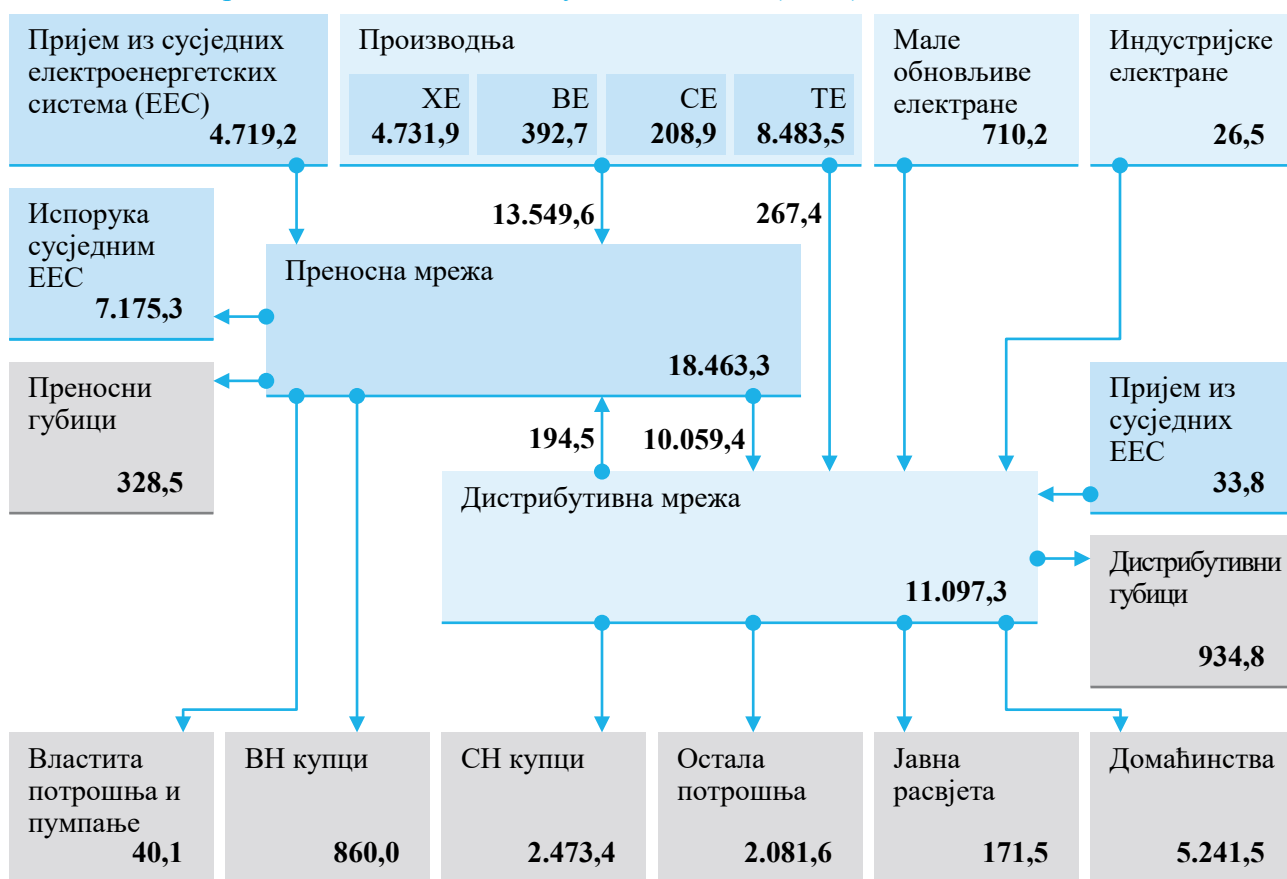 Пријем из сусједних
електроенергетских
система (ЕЕС)
4.719,2
Производња
ХЕ
4.731,9
ВЕ
392,7
СЕ
208,9
ТЕ
8.483,5
Мале
обновљиве
електране
710,2
Индустријске
електране
26,5
Испорука
сусједним
ЕЕС
7.175,3
13.549,6
267,4
Преносна мрежа
18.463,3
Преносни
губици
328,5
194,5
10.059,4
Пријем из
сусједних
ЕЕС
33,8
Дистрибутивна мрежа
11.097,3
Дистрибутивни
губици
934,8
Властита
потрошња и
пумпање
40,1
ВН купци
860,0
СН купци
2.473,4
Остала
потрошња
2.081,6
Јавна
расвјета
171,5
Домаћинства
5.241,5